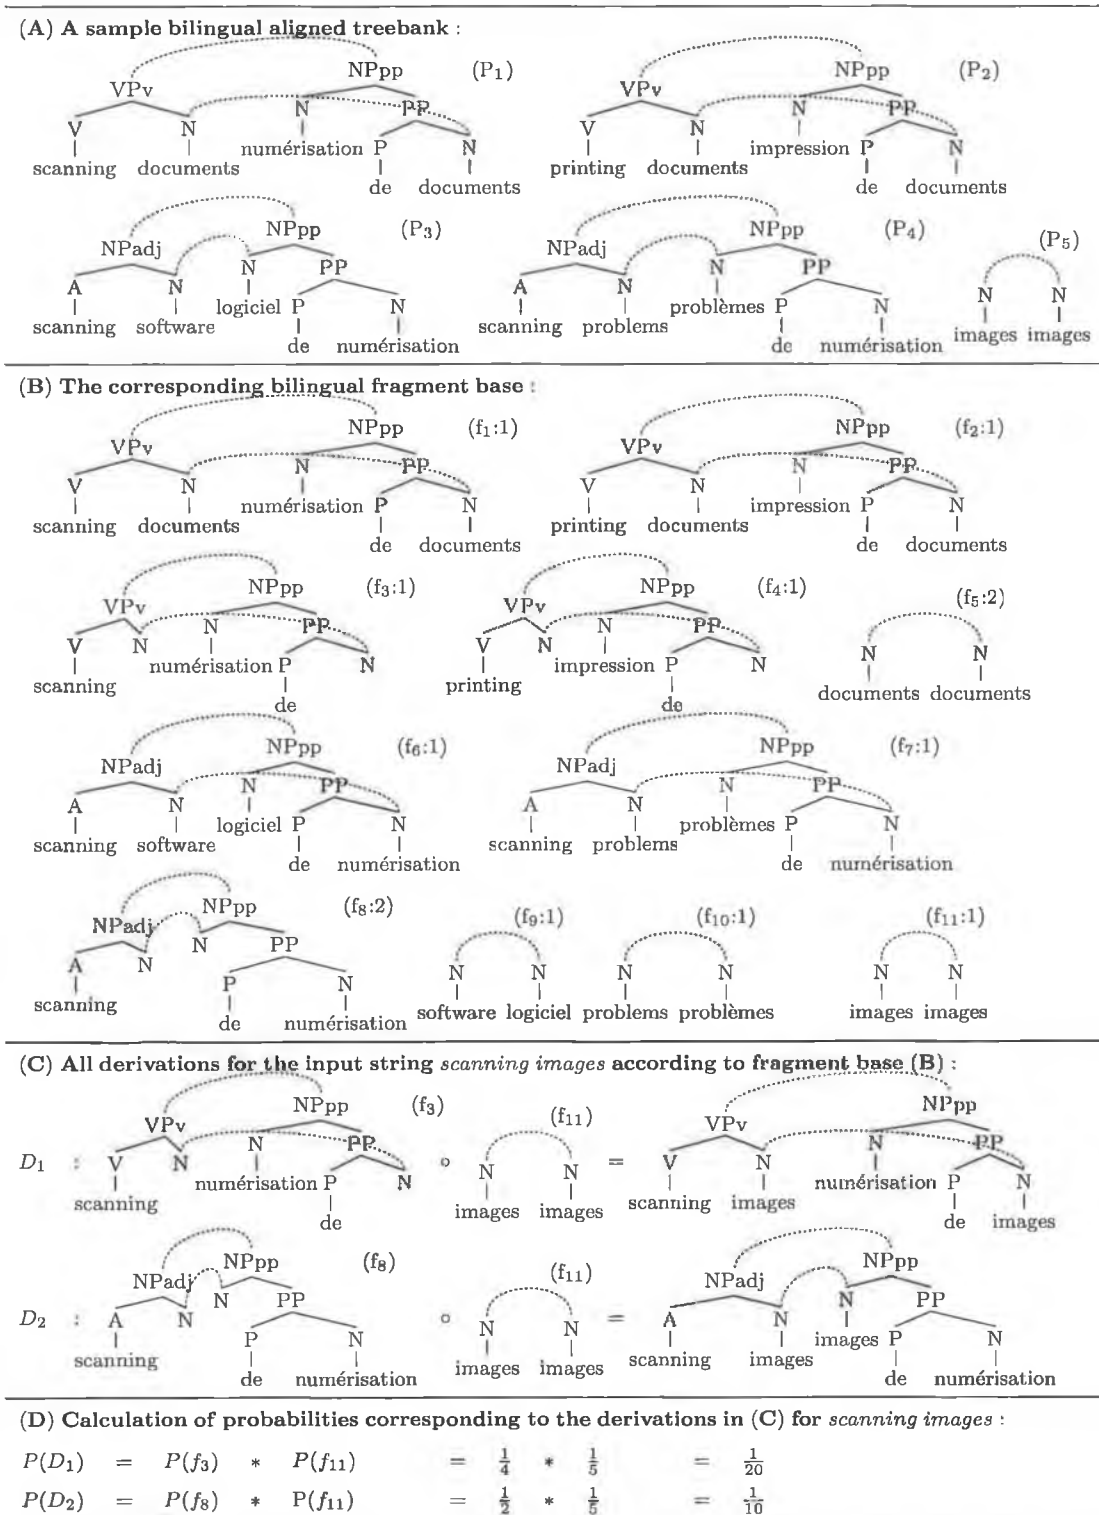 (A) A sample bilingual aligned treebank :
VPv NPpp (P1) VPv NPpp (P2)
V N N PP V N N PP
scanning documents numérisation P N printing documents impression P N
de documents de documents
NPadj NPpp (P3) NPadj NPpp (P4) (P5)
A N N PP A N N PP N N
scanning software logiciel P N scanning problems problèmes P N images images
de numérisation de numérisation
(B) The corresponding bilingual fragment base :
VPv NPpp (f1:1) VPv NPpp (f2:1)
V N N PP V N N PP
scanning documents numérisation P N printing documents impression P N
de documents de documents
VPv NPpp (f3:1) VPv NPpp (f4:1) (f5:2)
V N N PP V N N PP N N
scanning numérisation P N printing impression P N documents documents
de de
NPadj NPpp (f6:1) NPadj NPpp (f7:1)
A N N PP A N N PP
scanning software logiciel P N scanning problems problèmes P N
de numérisation de numérisation
NPadj NPpp (f8:2) (f9:1) (f10:1) (f11:1)
A N N PP N N N N N N
scanning P N software logiciel problems problèmes images images
de numérisation
(C) All derivations for the input string scanning images according to fragment base (B) :
VPv NPpp (f3) (f11) VPv NPpp
D1 : V N N PP ∘ N N = V N N PP
scanning numérisation P N images images scanning images numérisation P N
de de images
NPadj NPpp (f8) (f11) NPadj NPpp
D2 : A N N PP ∘ N N = A N N PP
scanning P N images images scanning images images P N
de numérisation de numérisation
(D) Calculation of probabilities corresponding to the derivations in (C) for scanning images :
P(D1) = P(f3) * P(f11) = 1/4 * 1/5 = 1/20
P(D2) = P(f8) * P(f11) = 1/2 * 1/5 = 1/10